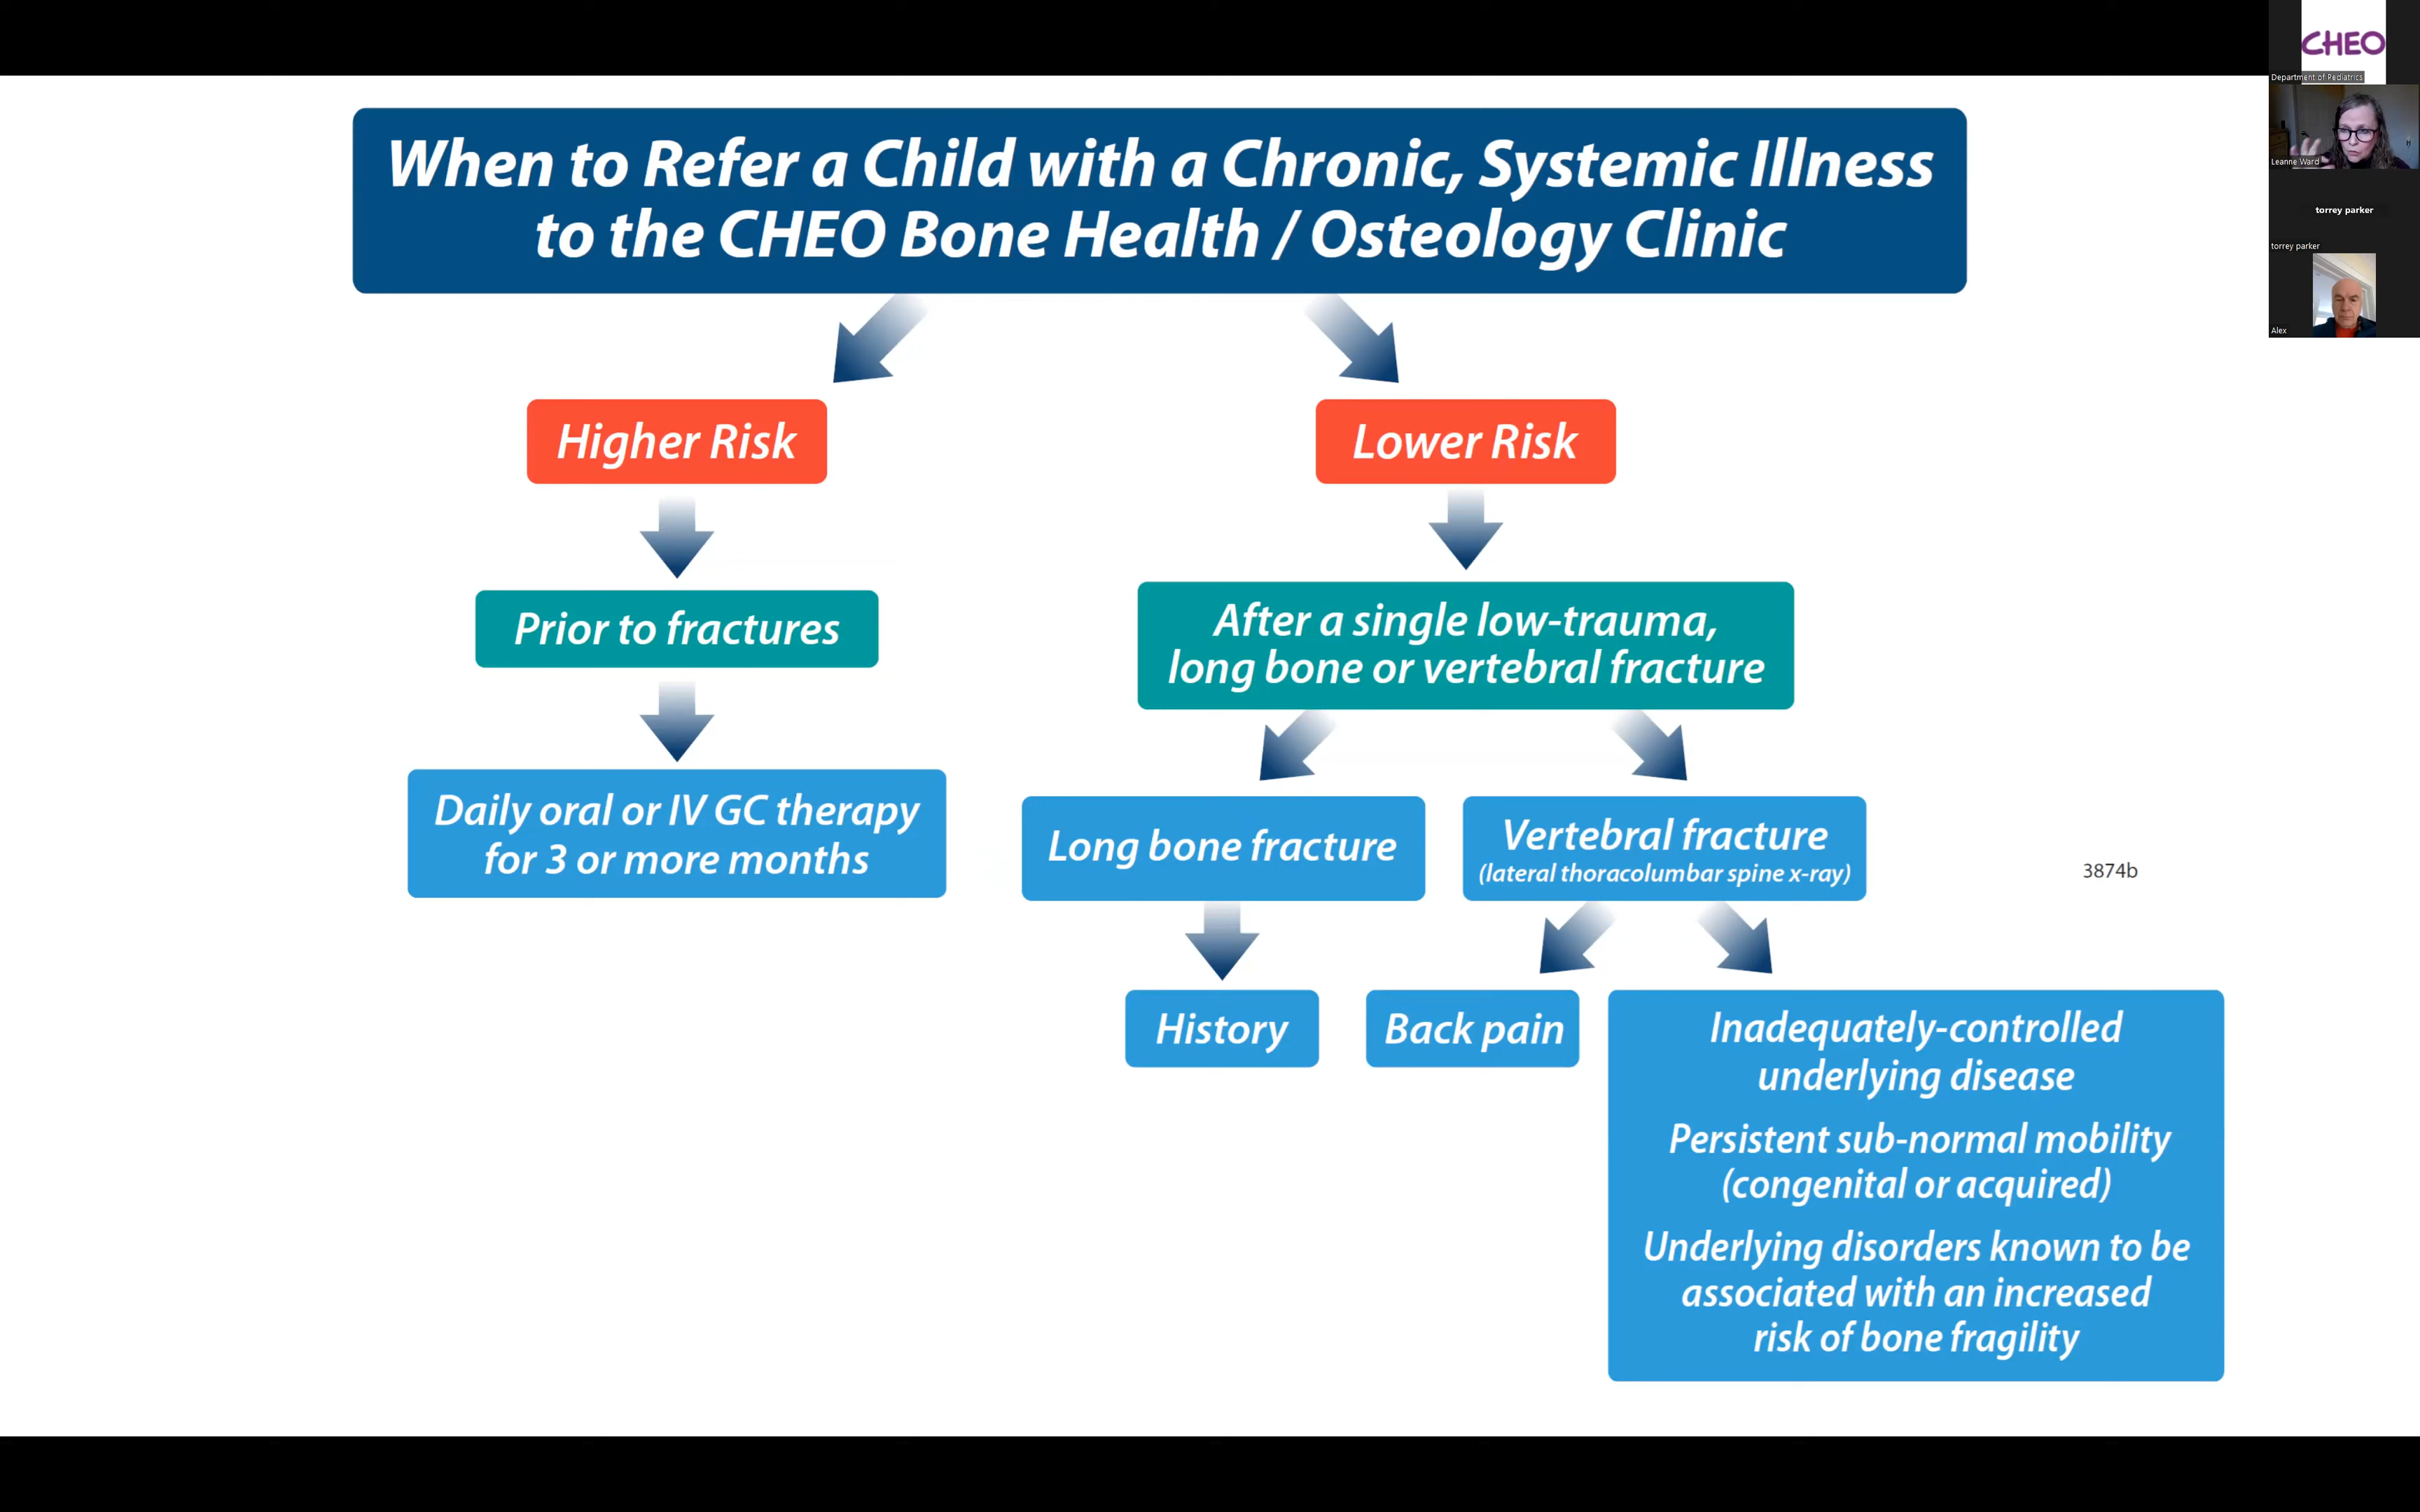 When to Refer a Child with a Chronic, Systemic Illness
to the CHEO Bone Health / Osteology Clinic
Higher Risk
Lower Risk
Prior to fractures
After a single low-trauma,
long bone or vertebral fracture
Daily oral or IV GC therapy
for 3 or more months
Long bone fracture
Vertebral fracture
(lateral thoracolumbar spine x-ray)
3874b
History
Back pain
Inadequately-controlled
underlying disease
Persistent sub-normal mobility
(congenital or acquired)
Underlying disorders known to be
associated with an increased
risk of bone fragility
CHEO
Department of Pediatrics
Leanne Ward
torrey parker
torrey parker
Alex